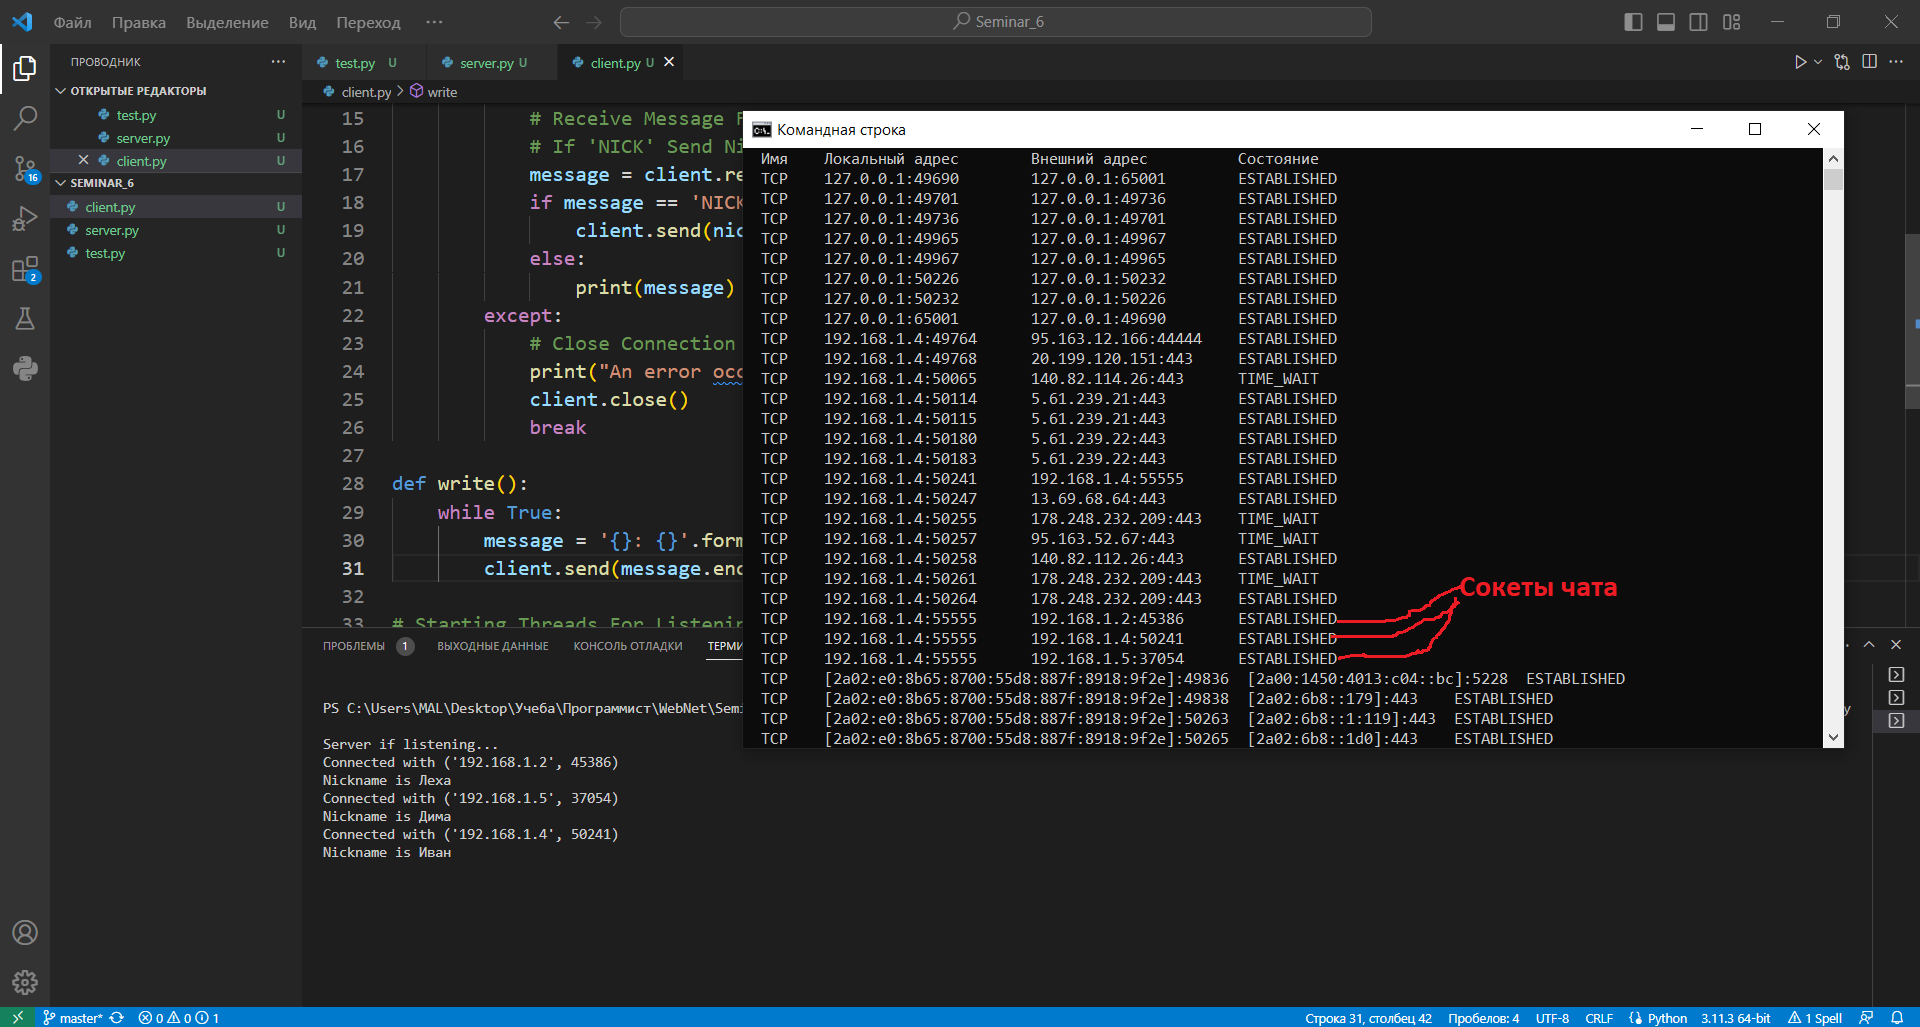 Файл Правка Выделение Вид Переход ··· Seminar_6
ПРОВОДНИК ···
ОТКРЫТЫЕ РЕДАКТОРЫ
test.py U
server.py U
client.py U
SEMINAR_6
client.py U
server.py U
test.py U
16
2
test.py U server.py U client.py U
client.py > write
15 # Receive Message
16 # If 'NICK' Send
17 message = client.
18 if message == 'NICK
19 client.send(
20 else:
21 print(message)
22 except:
23 # Close Connection
24 print("An error
25 client.close()
26 break
27
28 def write():
29 while True:
30 message = '{}: {}'.
31 client.send(message.
32
33 # Starting Threads For
ПРОБЛЕМЫ 1 ВЫХОДНЫЕ ДАННЫЕ КОНСОЛЬ ОТЛАДКИ
PS C:\Users\MAL\Desktop\Учеба\Программист\WebNet\Semi
Server if listening...
Connected with ('192.168.1.2', 45386)
Nickname is Леха
Connected with ('192.168.1.5', 37054)
Nickname is Дима
Connected with ('192.168.1.4', 50241)
Nickname is Иван
Командная строка
Имя Локальный адрес Внешний адрес Состояние
TCP 127.0.0.1:49690 127.0.0.1:65001 ESTABLISHED
TCP 127.0.0.1:49701 127.0.0.1:49736 ESTABLISHED
TCP 127.0.0.1:49736 127.0.0.1:49701 ESTABLISHED
TCP 127.0.0.1:49965 127.0.0.1:49967 ESTABLISHED
TCP 127.0.0.1:49967 127.0.0.1:49965 ESTABLISHED
TCP 127.0.0.1:50226 127.0.0.1:50232 ESTABLISHED
TCP 127.0.0.1:50232 127.0.0.1:50226 ESTABLISHED
TCP 127.0.0.1:65001 127.0.0.1:49690 ESTABLISHED
TCP 192.168.1.4:49764 95.163.12.166:44444 ESTABLISHED
TCP 192.168.1.4:49768 20.199.120.151:443 ESTABLISHED
TCP 192.168.1.4:50065 140.82.114.26:443 TIME_WAIT
TCP 192.168.1.4:50114 5.61.239.21:443 ESTABLISHED
TCP 192.168.1.4:50115 5.61.239.21:443 ESTABLISHED
TCP 192.168.1.4:50180 5.61.239.22:443 ESTABLISHED
TCP 192.168.1.4:50183 5.61.239.22:443 ESTABLISHED
TCP 192.168.1.4:50241 192.168.1.4:55555 ESTABLISHED
TCP 192.168.1.4:50247 13.69.68.64:443 ESTABLISHED
TCP 192.168.1.4:50255 178.248.232.209:443 TIME_WAIT
TCP 192.168.1.4:50257 95.163.52.67:443 TIME_WAIT
TCP 192.168.1.4:50258 140.82.112.26:443 ESTABLISHED
TCP 192.168.1.4:50261 178.248.232.209:443 TIME_WAIT
TCP 192.168.1.4:50264 178.248.232.209:443 ESTABLISHED
TCP 192.168.1.4:55555 192.168.1.2:45386 ESTABLISHED
TCP 192.168.1.4:55555 192.168.1.4:50241 ESTABLISHED
TCP 192.168.1.4:55555 192.168.1.5:37054 ESTABLISHED
TCP [2a02:e0:8b65:8700:55d8:887f:8918:9f2e]:49836 [2a00:1450:4013:c04::bc]:5228 ESTABLISHED
TCP [2a02:e0:8b65:8700:55d8:887f:8918:9f2e]:49838 [2a02:6b8::179]:443 ESTABLISHED
TCP [2a02:e0:8b65:8700:55d8:887f:8918:9f2e]:50263 [2a02:6b8::1:119]:443 ESTABLISHED
TCP [2a02:e0:8b65:8700:55d8:887f:8918:9f2e]:50265 [2a02:6b8::1d0]:443 ESTABLISHED
Сокеты чата
master* 0 0 1 Строка 31, столбец 42 Пробелов: 4 UTF-8 CRLF Python 3.11.3 64-bit 1 Spell